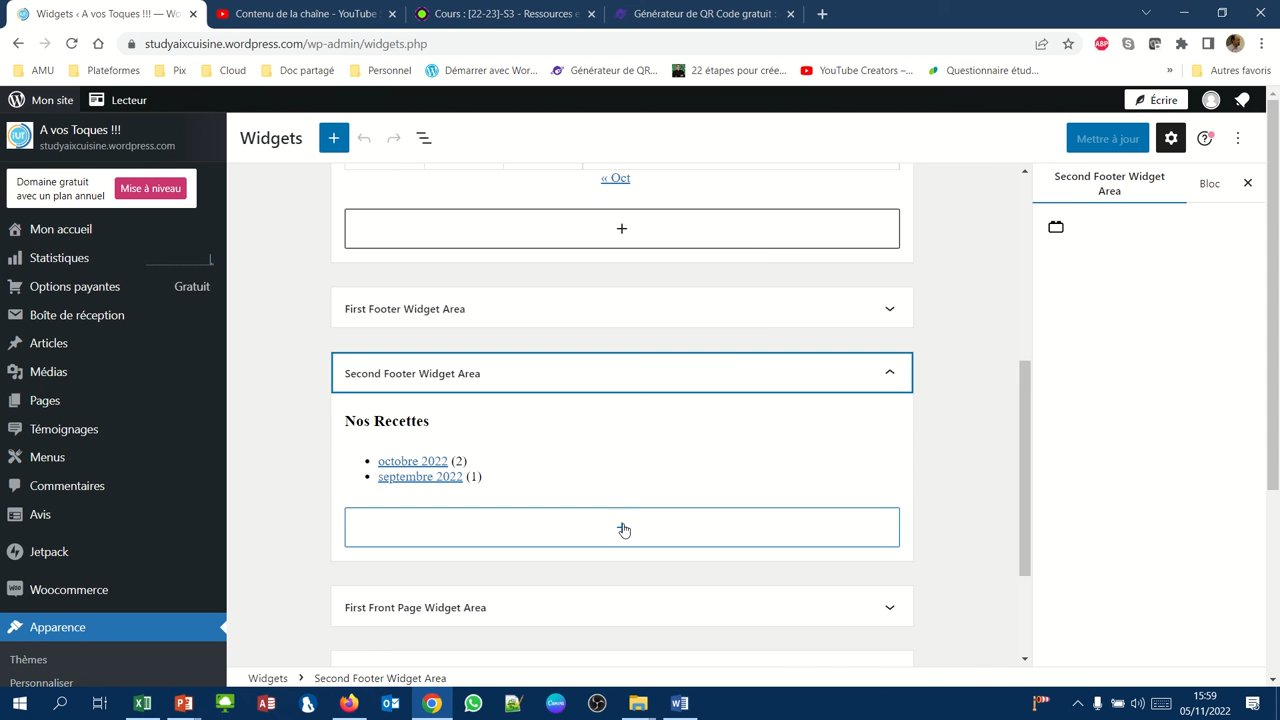 Widgets ‹ A vos Toques !!! — Wo
Contenu de la chaîne - YouTube S
Cours : [22-23]-S3 - Ressources e
Générateur de QR Code gratuit :
studyaixcuisine.wordpress.com/wp-admin/widgets.php
AMU
Plateformes
Pix
Cloud
Doc partagé
Personnel
Démarrer avec Wor...
Générateur de QR...
22 étapes pour crée...
YouTube Creators –...
Questionnaire étud...
»
Autres favoris
Mon site
Lecteur
Écrire
A vos Toques !!!
studyaixcuisine.wordpress.com
Domaine gratuit
avec un plan annuel
Mise à niveau
Mon accueil
Statistiques
Options payantes
Gratuit
Boîte de réception
Articles
Médias
Pages
Témoignages
Menus
Commentaires
Avis
Jetpack
Woocommerce
Apparence
Thèmes
Personnaliser
Widgets
Mettre à jour
« Oct
First Footer Widget Area
Second Footer Widget Area
Nos Recettes
octobre 2022 (2)
septembre 2022 (1)
First Front Page Widget Area
Second Footer Widget
Area
Bloc
Widgets
Second Footer Widget Area
15:59
05/11/2022